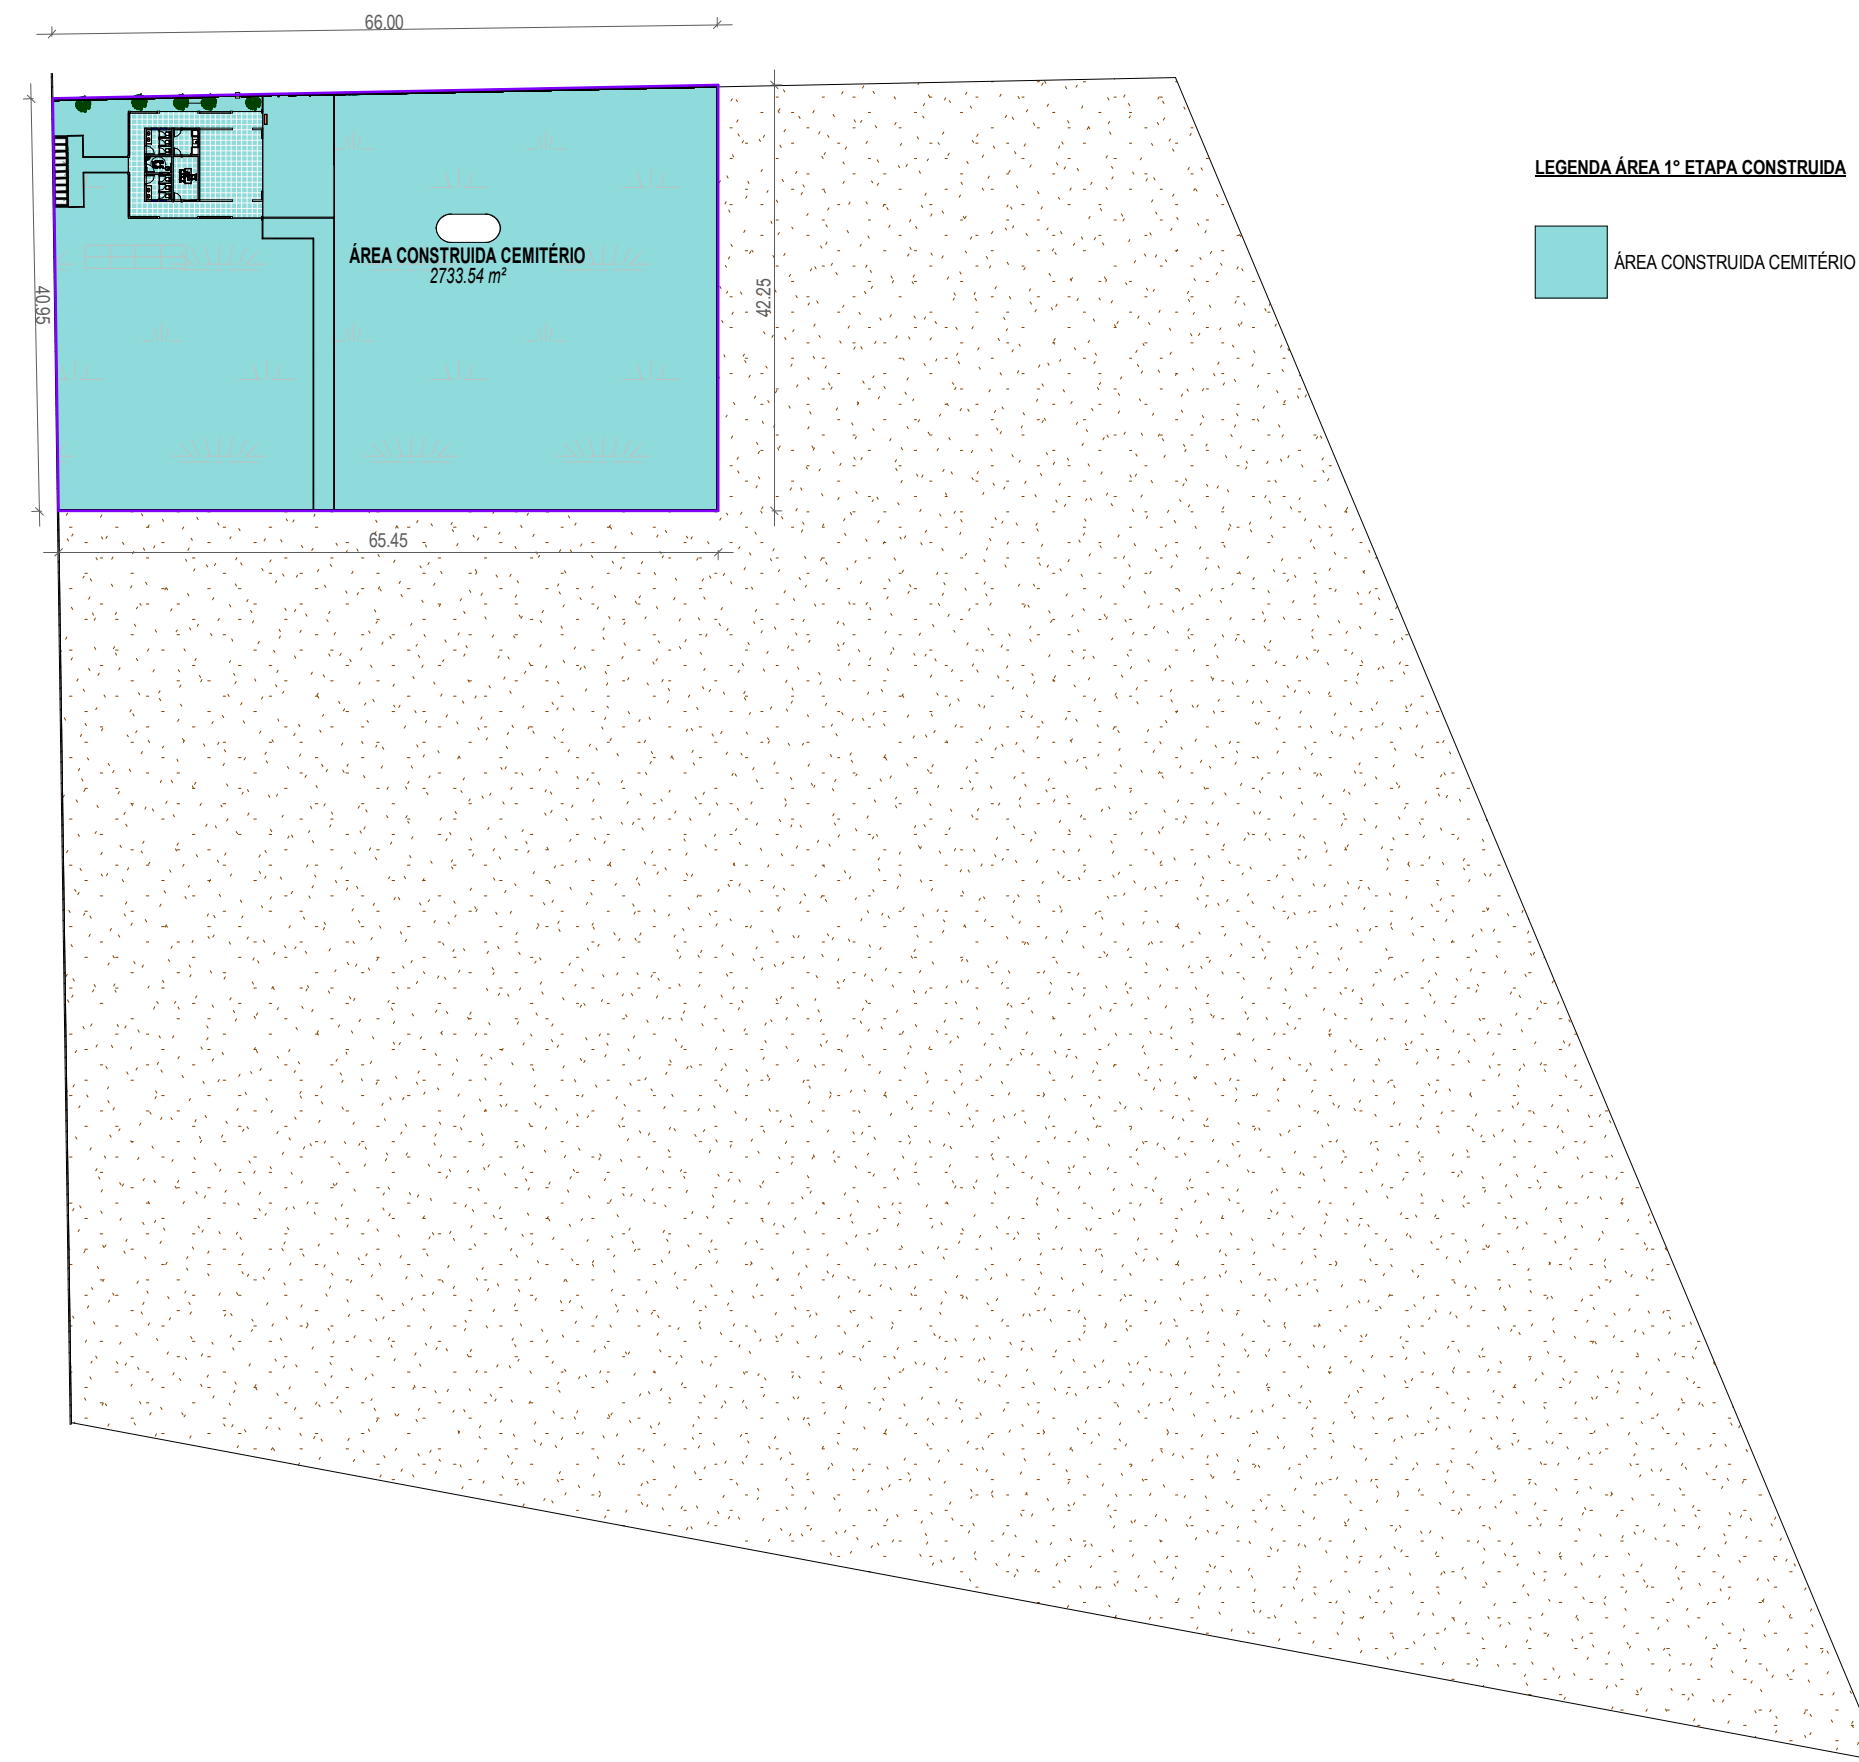 66.00
LEGENDA ÁREA 1° ETAPA CONSTRUIDA
ÁREA CONSTRUIDA CEMITÉRIO
2733.54 m²
ÁREA CONSTRUIDA CEMITÉRIO
40.95
42.25
65.45